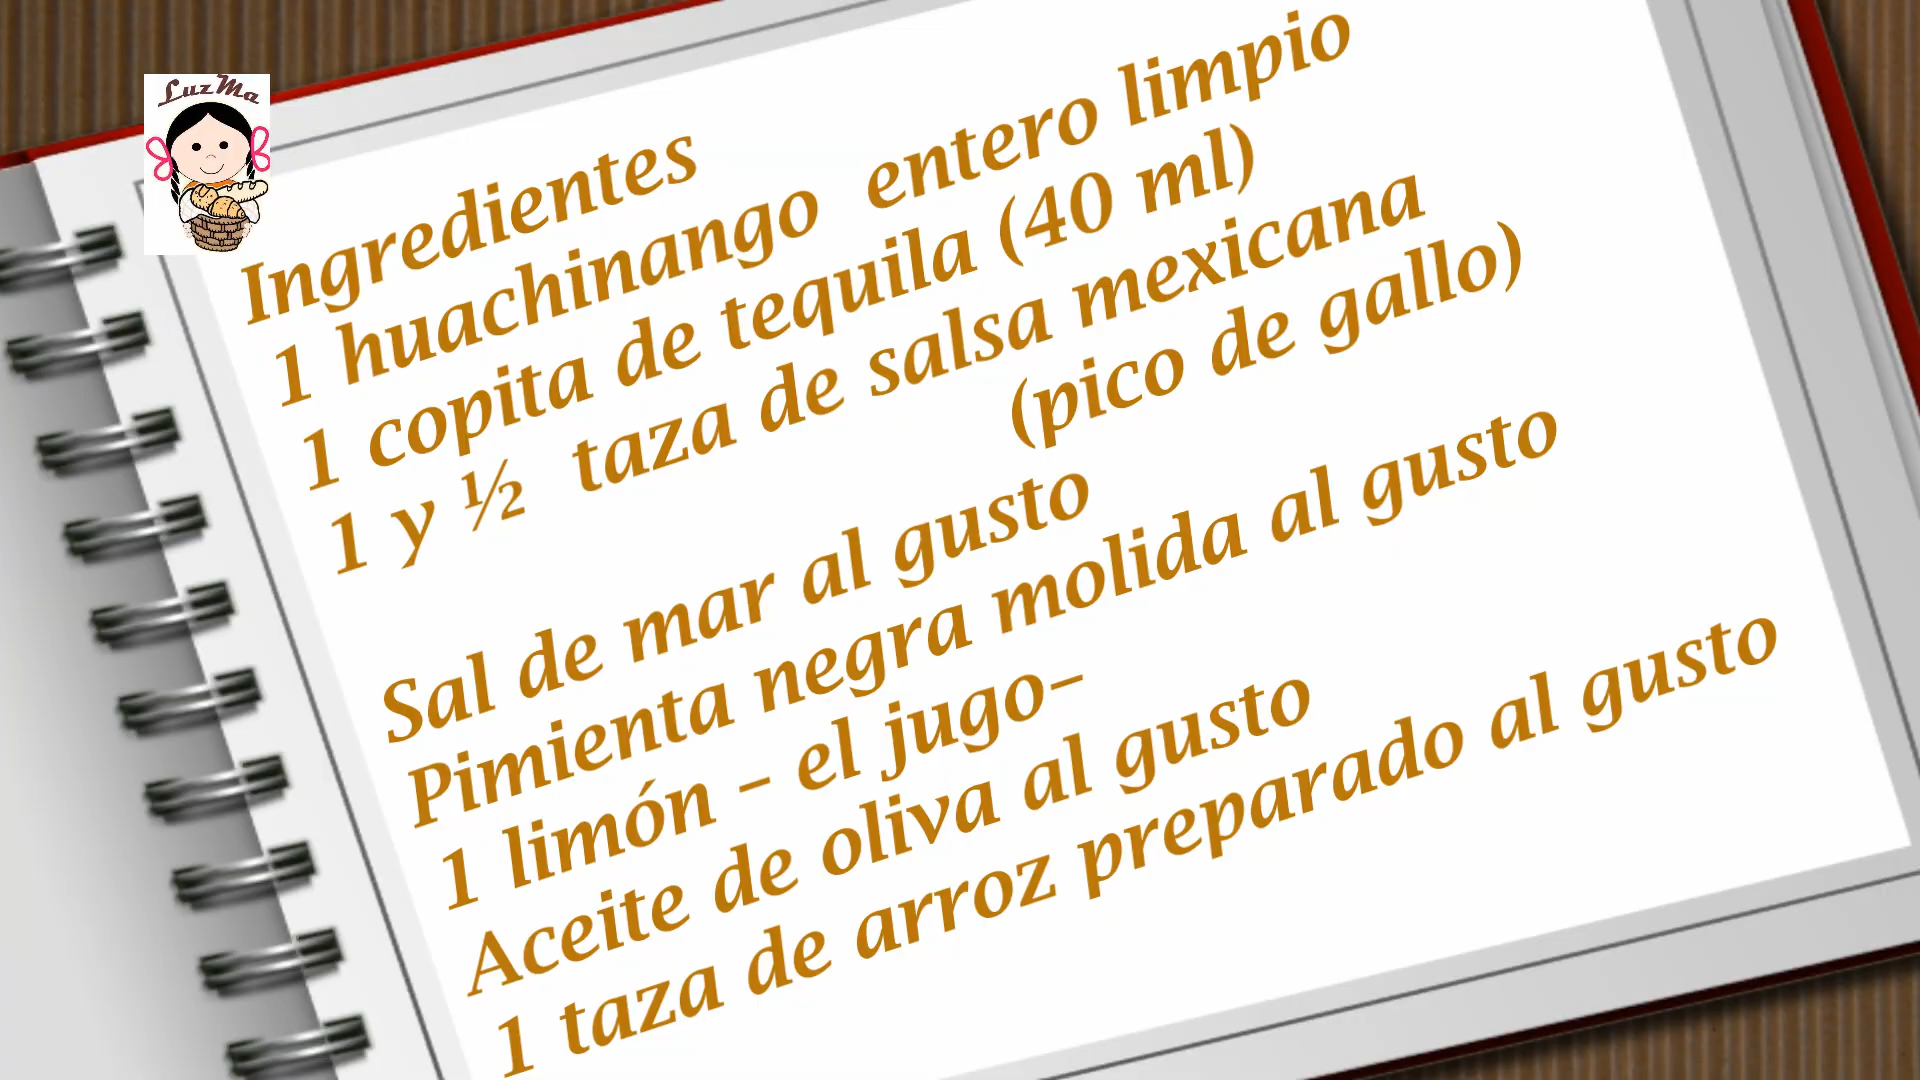 LuzMa
Ingredientes
1 huachinango entero limpio
1 copita de tequila (40 ml)
1 y ½ taza de salsa mexicana
(pico de gallo)
Sal de mar al gusto
Pimienta negra molida al gusto
1 limón – el jugo–
Aceite de oliva al gusto
1 taza de arroz preparado al gusto